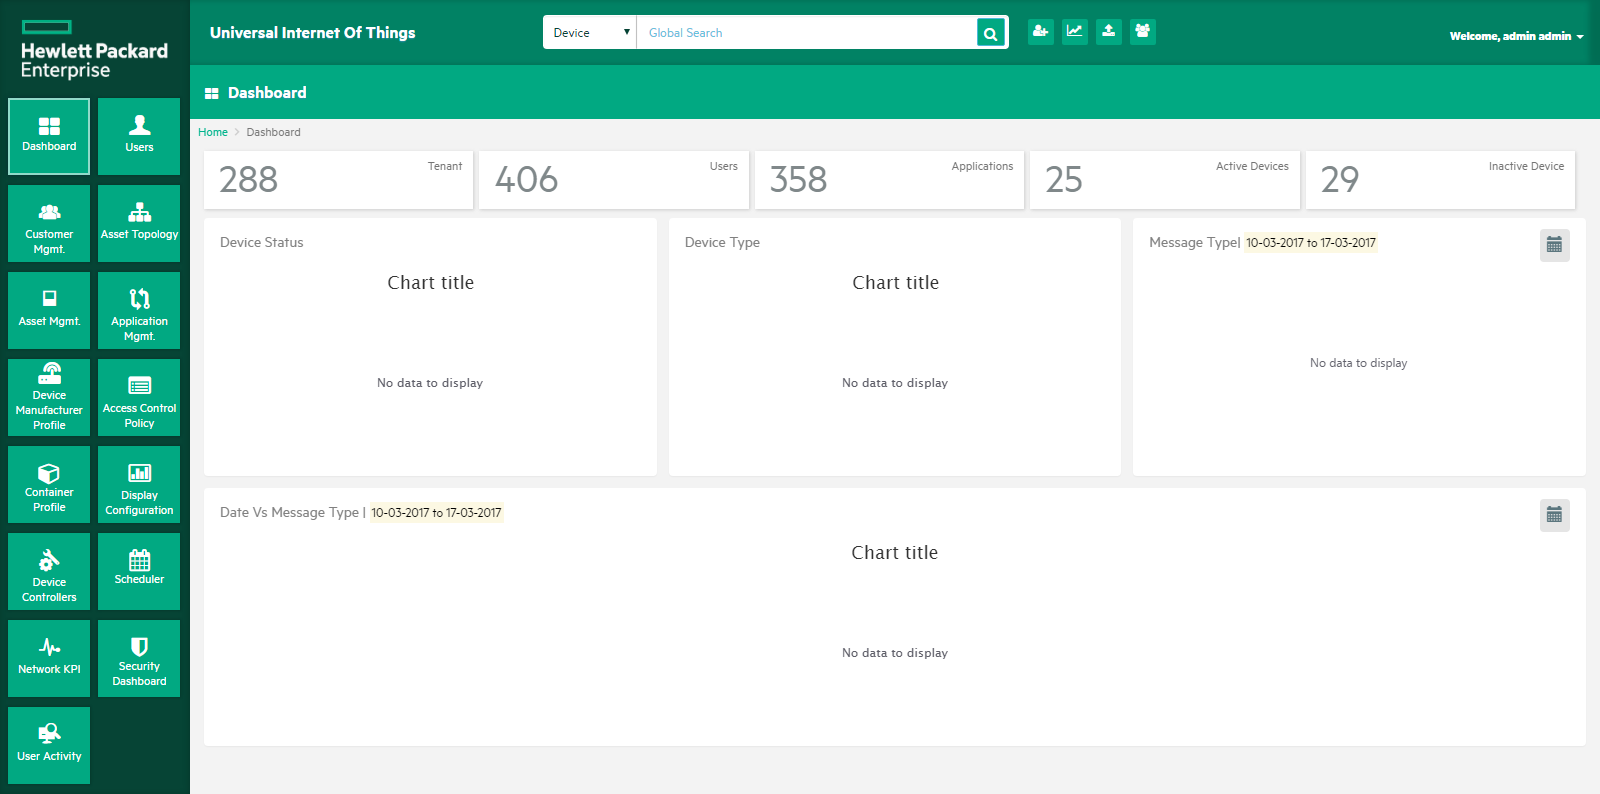 Hewlett Packard
Enterprise
Universal Internet Of Things
Device
Global Search
Welcome, admin admin
Dashboard
Home > Dashboard
Dashboard
Users
Customer
Mgmt.
Asset Topology
Asset Mgmt.
Application
Mgmt.
Device
Manufacturer
Profile
Access Control
Policy
Container
Profile
Display
Configuration
Device
Controllers
Scheduler
Network KPI
Security
Dashboard
User Activity
288 Tenant
406 Users
358 Applications
25 Active Devices
29 Inactive Device
Device Status
Chart title
No data to display
Device Type
Chart title
No data to display
Message Type| 10-03-2017 to 17-03-2017
No data to display
Date Vs Message Type | 10-03-2017 to 17-03-2017
Chart title
No data to display